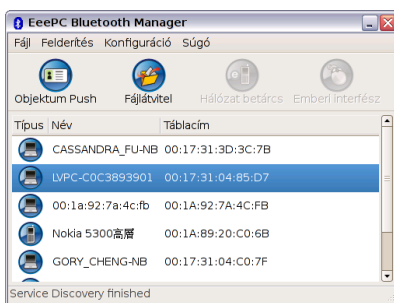 EeePC Bluetooth Manager
Fájl Felderítés Konfiguráció Súgó
Objektum Push Fájlátvitel Hálózat betárcs Emberi interfész
Típus Név Táblacím
CASSANDRA_FU-NB 00:17:31:3D:3C:7B
LVPC-C0C3893901 00:17:31:04:85:D7
00:1a:92:7a:4c:fb 00:1A:92:7A:4C:FB
Nokia 5300高層 00:1A:89:20:C0:6B
GORY_CHENG-NB 00:17:31:04:C0:7F
Service Discovery finished